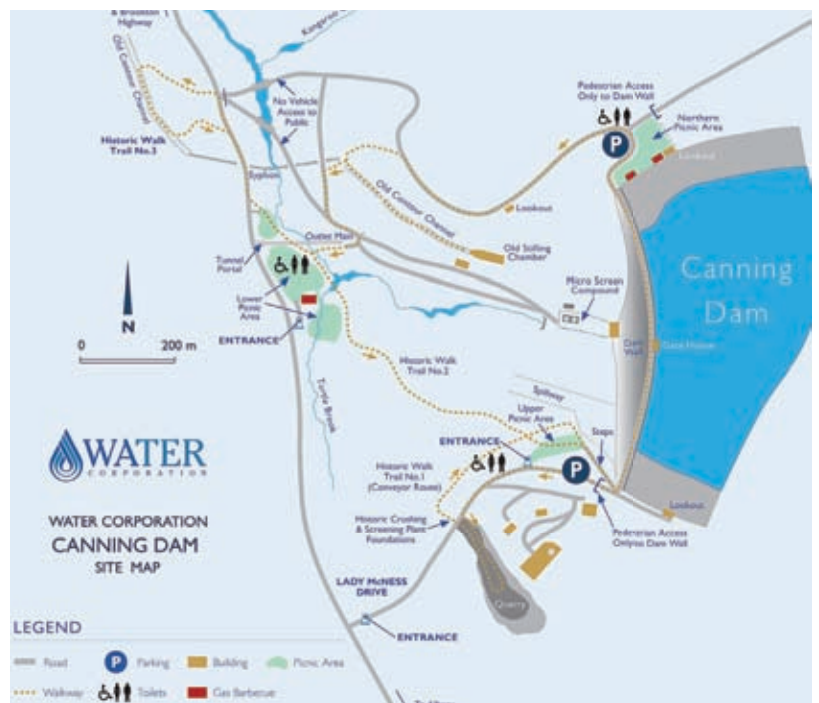 & Brookton
Highway
Kangaroo
Old Contour Channel
No Vehicle
Access to
Public
Pedestrian Access
Only to Dam Wall
P
Northern
Picnic Area
Lookout
Historic Walk
Trail No.3
Syphon
Old Contour Channel
Lookout
Outlet Main
Old Stilling
Chamber
Tunnel
Portal
Micro Screen
Compound
Canning
Dam
N
0 200 m
Lower
Picnic
Area
ENTRANCE
Dam
Wall
Gate House
Historic Walk
Trail No.2
Turtle Brook
Spillway
Upper
Picnic Area
Steps
ENTRANCE
P
WATER
CORPORATION
Historic Walk
Trail No.1
(Conveyor Route)
Lookout
WATER CORPORATION
CANNING DAM
SITE MAP
Historic Crushing
& Screening Plant
Foundations
Pedestrian Access
Only to Dam Wall
LADY McNESS
DRIVE
Quarry
ENTRANCE
LEGEND
Road
P Parking
Building
Picnic Area
Walkway
Toilets
Gas Barbecue